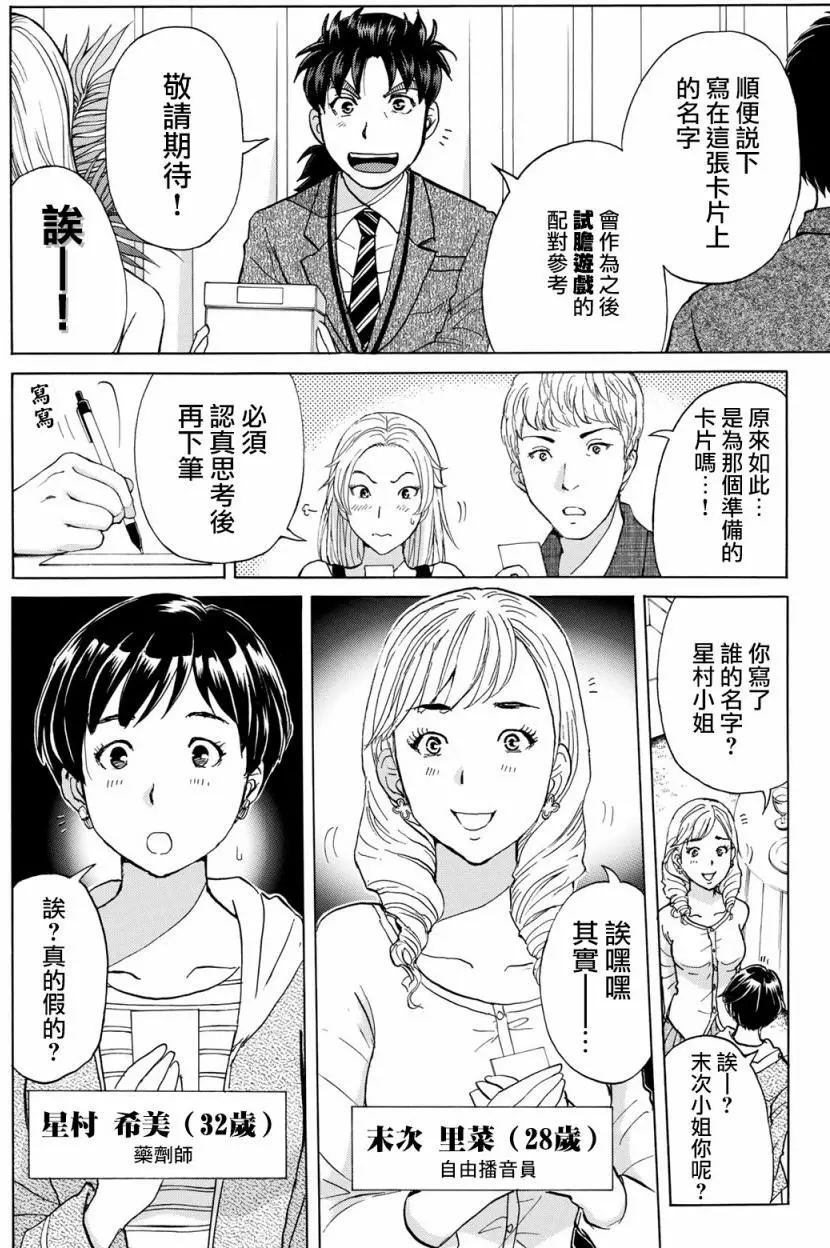 順便說下
寫在這張卡片上
的名字
會作為之後
試膽遊戲的
配對參考
敬請期待！
誒—！
原來如此…
是為那個準備的
卡片嗎…！
必須
認真思考後
再下筆
寫寫
你寫了
誰的名字？
星村小姐
誒—？
末次小姐你呢？
誒嘿嘿
其實——…
末次 里菜（28歲）
自由播音員
誒？真的假的？
星村 希美（32歲）
藥劑師